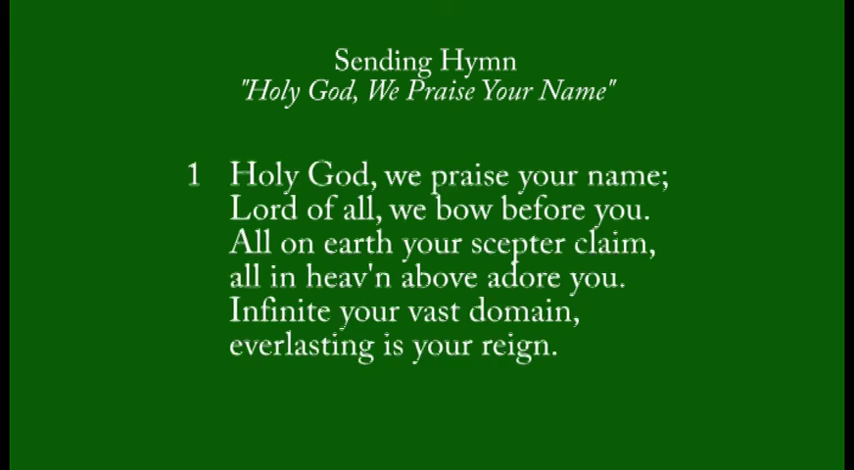 Sending Hymn
"Holy God, We Praise Your Name"
1 Holy God, we praise your name;
Lord of all, we bow before you.
All on earth your scepter claim,
all in heav'n above adore you.
Infinite your vast domain,
everlasting is your reign.